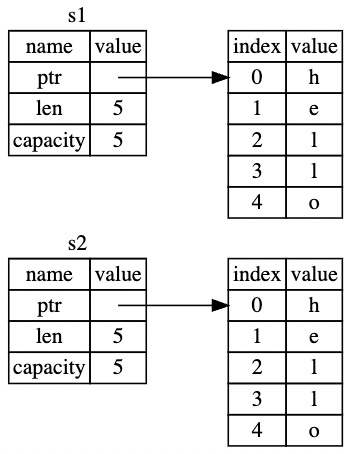 s1
name value
ptr
len 5
capacity 5
index value
0 h
1 e
2 l
3 l
4 o
s2
name value
ptr
len 5
capacity 5
index value
0 h
1 e
2 l
3 l
4 o